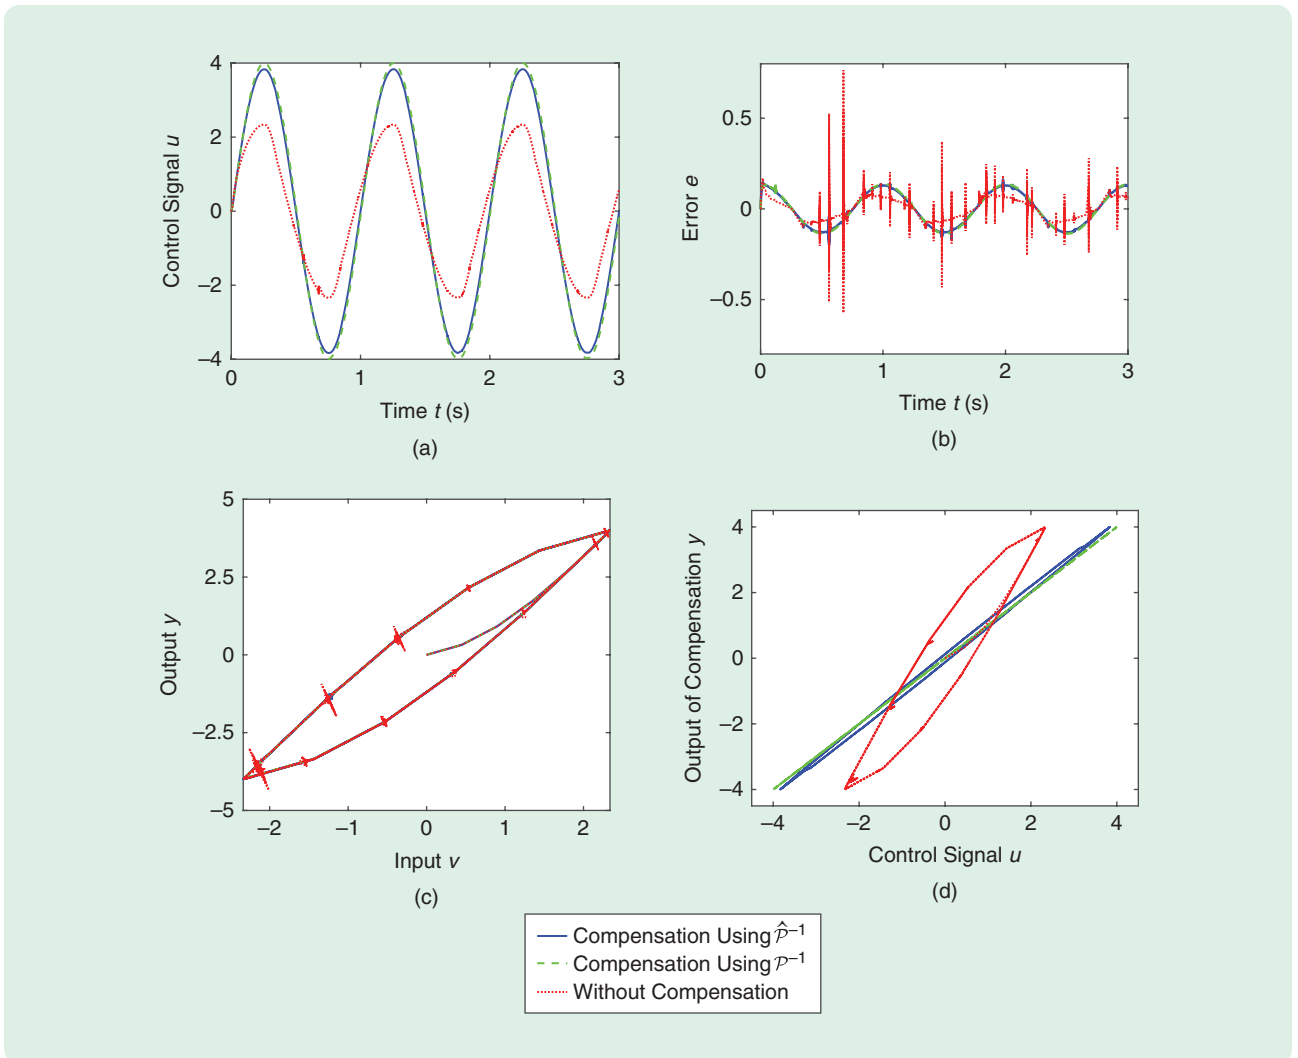 4
2
0
−2
−4
Control Signal u
0 1 2 3
Time t (s)
(a)
0.5
0
−0.5
Error e
0 1 2 3
Time t (s)
(b)
5
2.5
0
−2.5
−5
Output y
−2 −1 0 1 2
Input v
(c)
4
2
0
−2
−4
Output of Compensation y
−4 −2 0 2 4
Control Signal u
(d)
Compensation Using 𝒫̂⁻¹
Compensation Using 𝒫⁻¹
Without Compensation